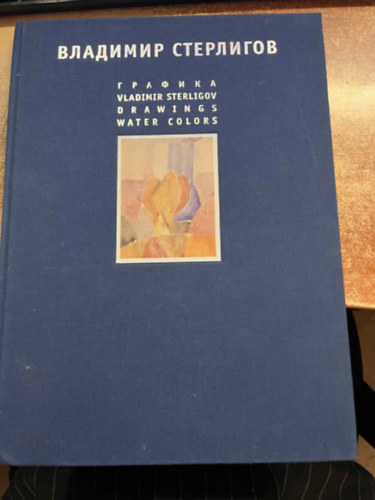 ВЛАДИМИР СТЕРЛИГОВ
ГРАФИКА
VLADIMIR STERLIGOV
DRAWINGS
WATER COLORS